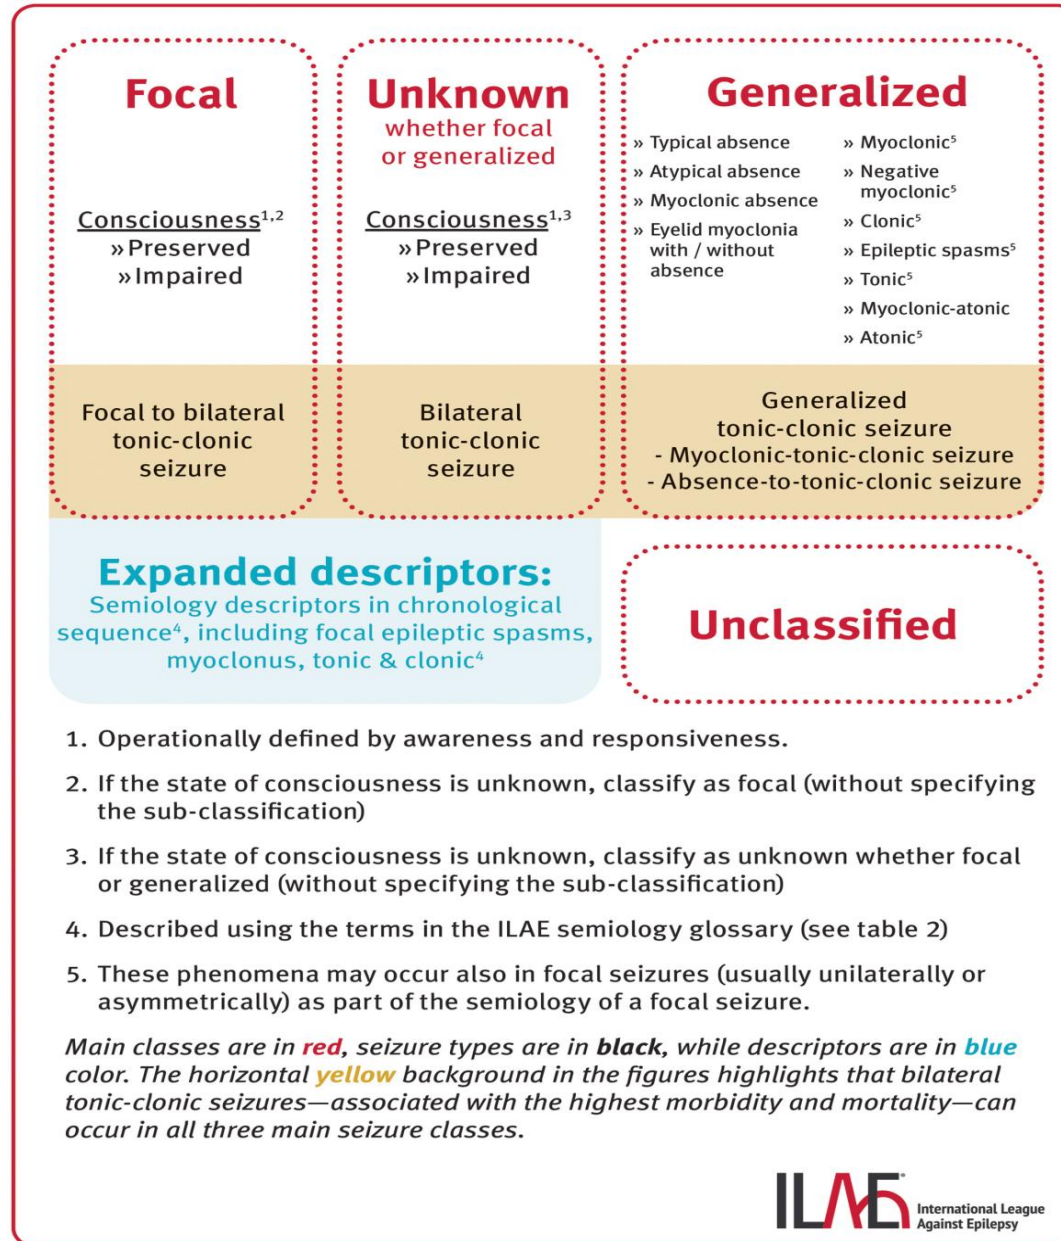 Focal
Consciousness1,2
» Preserved
» Impaired
Focal to bilateral
tonic-clonic
seizure
Unknown
whether focal
or generalized
Consciousness1,3
» Preserved
» Impaired
Bilateral
tonic-clonic
seizure
Generalized
» Typical absence
» Atypical absence
» Myoclonic absence
» Eyelid myoclonia
with / without
absence
» Myoclonic5
» Negative
myoclonic5
» Clonic5
» Epileptic spasms5
» Tonic5
» Myoclonic-atonic
» Atonic5
Generalized
tonic-clonic seizure
- Myoclonic-tonic-clonic seizure
- Absence-to-tonic-clonic seizure
Expanded descriptors:
Semiology descriptors in chronological
sequence4, including focal epileptic spasms,
myoclonus, tonic & clonic4
Unclassified
1. Operationally defined by awareness and responsiveness.
2. If the state of consciousness is unknown, classify as focal (without specifying
the sub-classification)
3. If the state of consciousness is unknown, classify as unknown whether focal
or generalized (without specifying the sub-classification)
4. Described using the terms in the ILAE semiology glossary (see table 2)
5. These phenomena may occur also in focal seizures (usually unilaterally or
asymmetrically) as part of the semiology of a focal seizure.
Main classes are in red, seizure types are in black, while descriptors are in blue
color. The horizontal yellow background in the figures highlights that bilateral
tonic-clonic seizures—associated with the highest morbidity and mortality—can
occur in all three main seizure classes.
ILAE
International League
Against Epilepsy